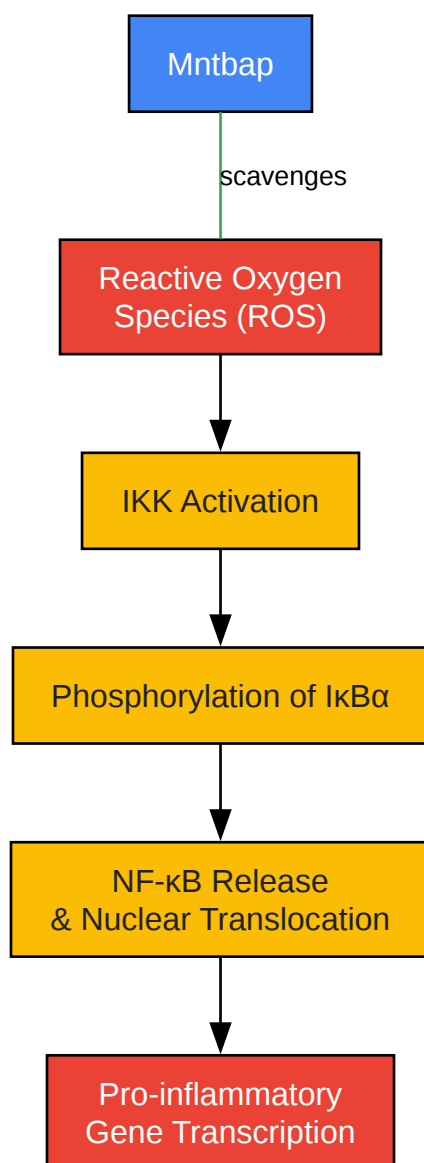 Mntbap
scavenges
Reactive Oxygen
Species (ROS)
IKK Activation
Phosphorylation of IκBα
NF-κB Release
& Nuclear Translocation
Pro-inflammatory
Gene Transcription